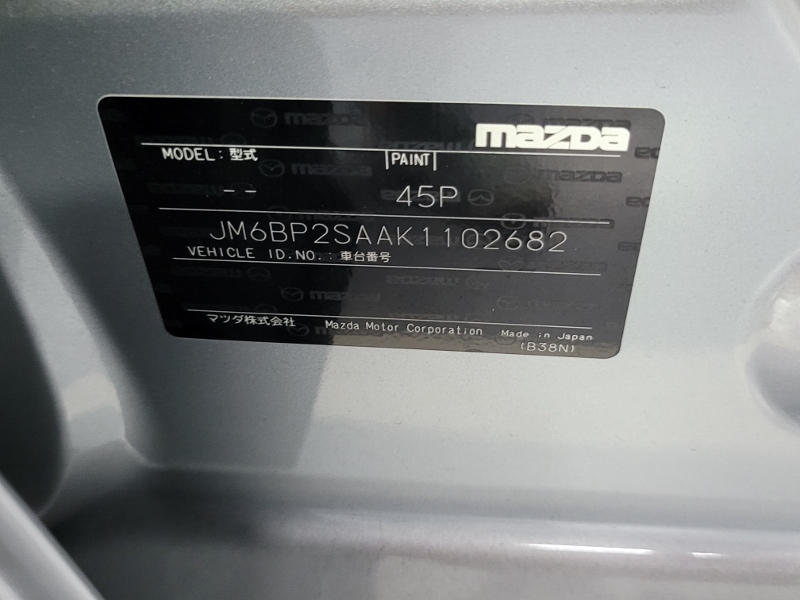 mazda
MODEL : 型式 |PAINT|
-- 45P
JM6BP2SAAK1102682
VEHICLE ID.NO. : 車台番号
マツダ株式会社 Mazda Motor Corporation Made in Japan
(B38N)